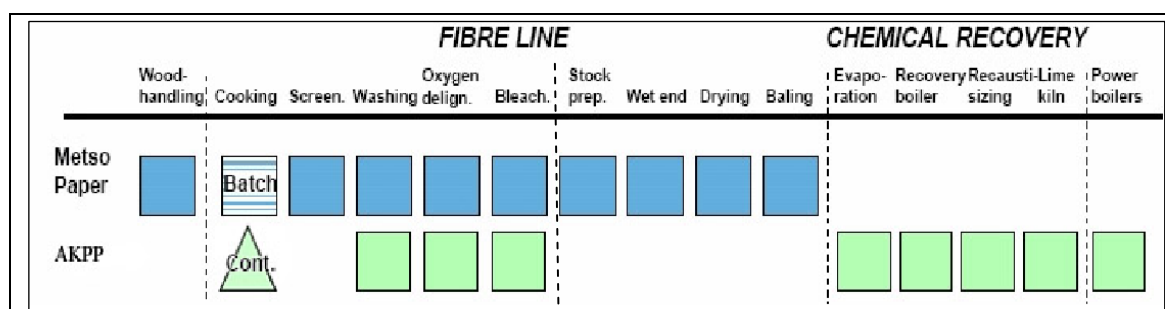 FIBRE LINE CHEMICAL RECOVERY
Wood- Oxygen Stock Evapo- Recovery Recausti- Lime Power
handling Cooking Screen. Washing delign. Bleach. prep. Wet end Drying Baling ration boiler sizing kiln boilers
Metso
Paper Batch
AKPP Cont.